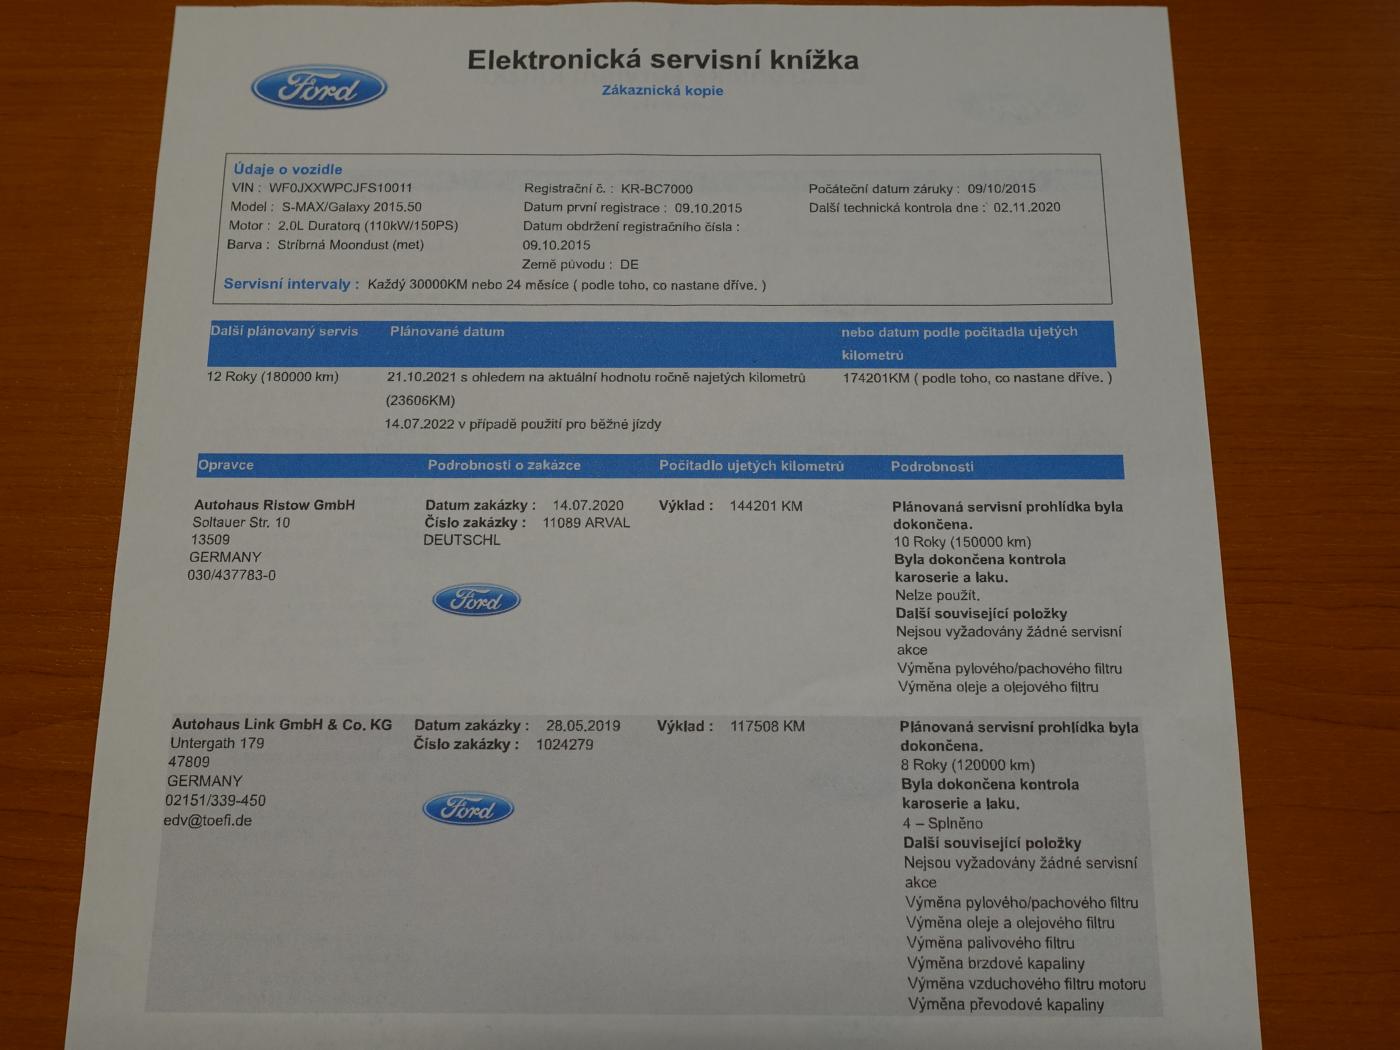 Elektronická servisní knížka
Ford
Zákaznická kopie
Údaje o vozidle
VIN : WF0JXXWPCJFS10011
Registrační č. : KR-BC7000
Počáteční datum záruky : 09/10/2015
Model : S-MAX/Galaxy 2015.50
Datum první registrace : 09.10.2015
Další technická kontrola dne : 02.11.2020
Motor : 2.0L Duratorq (110kW/150PS)
Datum obdržení registračního čísla :
Barva : Stríbrná Moondust (met)
09.10.2015
Země původu : DE
Servisní intervaly : Každý 30000KM nebo 24 měsíce ( podle toho, co nastane dříve. )
Další plánovaný servis
Plánované datum
nebo datum podle počitadla ujetých
kilometrů
12 Roky (180000 km)
21.10.2021 s ohledem na aktuální hodnotu ročně najetých kilometrů
174201KM ( podle toho, co nastane dříve. )
(23606KM)
14.07.2022 v případě použití pro běžné jízdy
Opravce
Podrobnosti o zakázce
Počitadlo ujetých kilometrů
Podrobnosti
Autohaus Ristow GmbH
Soltauer Str. 10
13509
GERMANY
030/437783-0
Datum zakázky : 14.07.2020
Číslo zakázky : 11089 ARVAL
DEUTSCHL
Ford
Výklad : 144201 KM
Plánovaná servisní prohlídka byla
dokončena.
10 Roky (150000 km)
Byla dokončena kontrola
karoserie a laku.
Nelze použít.
Další související položky
Nejsou vyžadovány žádné servisní
akce
Výměna pylového/pachového filtru
Výměna oleje a olejového filtru
Autohaus Link GmbH & Co. KG
Untergath 179
47809
GERMANY
02151/339-450
edv@toefi.de
Datum zakázky : 28.05.2019
Číslo zakázky : 1024279
Ford
Výklad : 117508 KM
Plánovaná servisní prohlídka byla
dokončena.
8 Roky (120000 km)
Byla dokončena kontrola
karoserie a laku.
4 – Splněno
Další související položky
Nejsou vyžadovány žádné servisní
akce
Výměna pylového/pachového filtru
Výměna oleje a olejového filtru
Výměna palivového filtru
Výměna brzdové kapaliny
Výměna vzduchového filtru motoru
Výměna převodové kapaliny